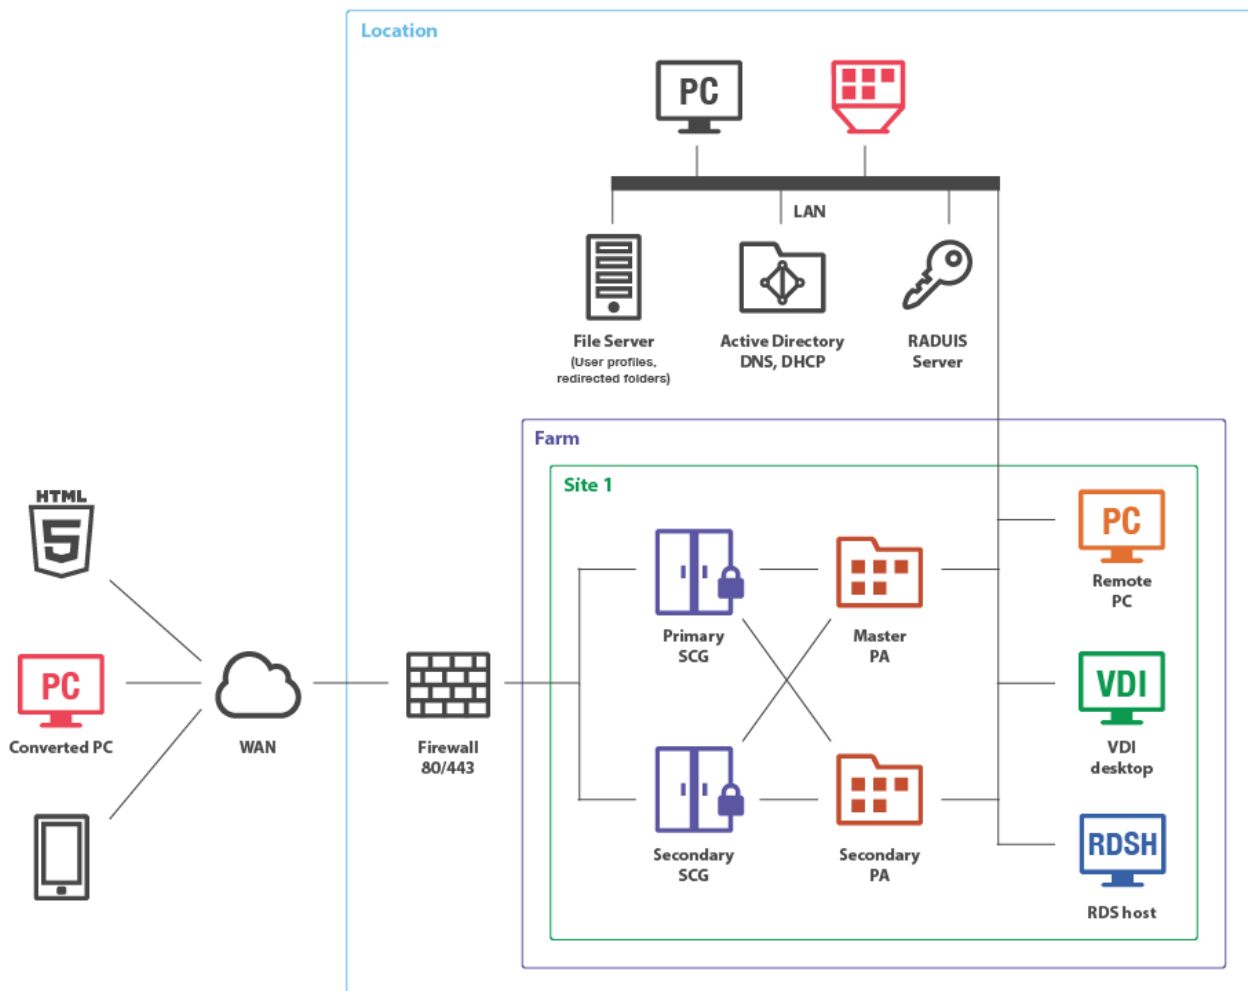 Location
PC
LAN
File Server
(User profiles,
redirected folders)
Active Directory
DNS, DHCP
RADUIS
Server
Farm
Site 1
HTML
5
PC
Converted PC
WAN
Firewall
80/443
Primary
SCG
Master
PA
Secondary
SCG
Secondary
PA
PC
Remote
PC
VDI
VDI
desktop
RDSH
RDS host